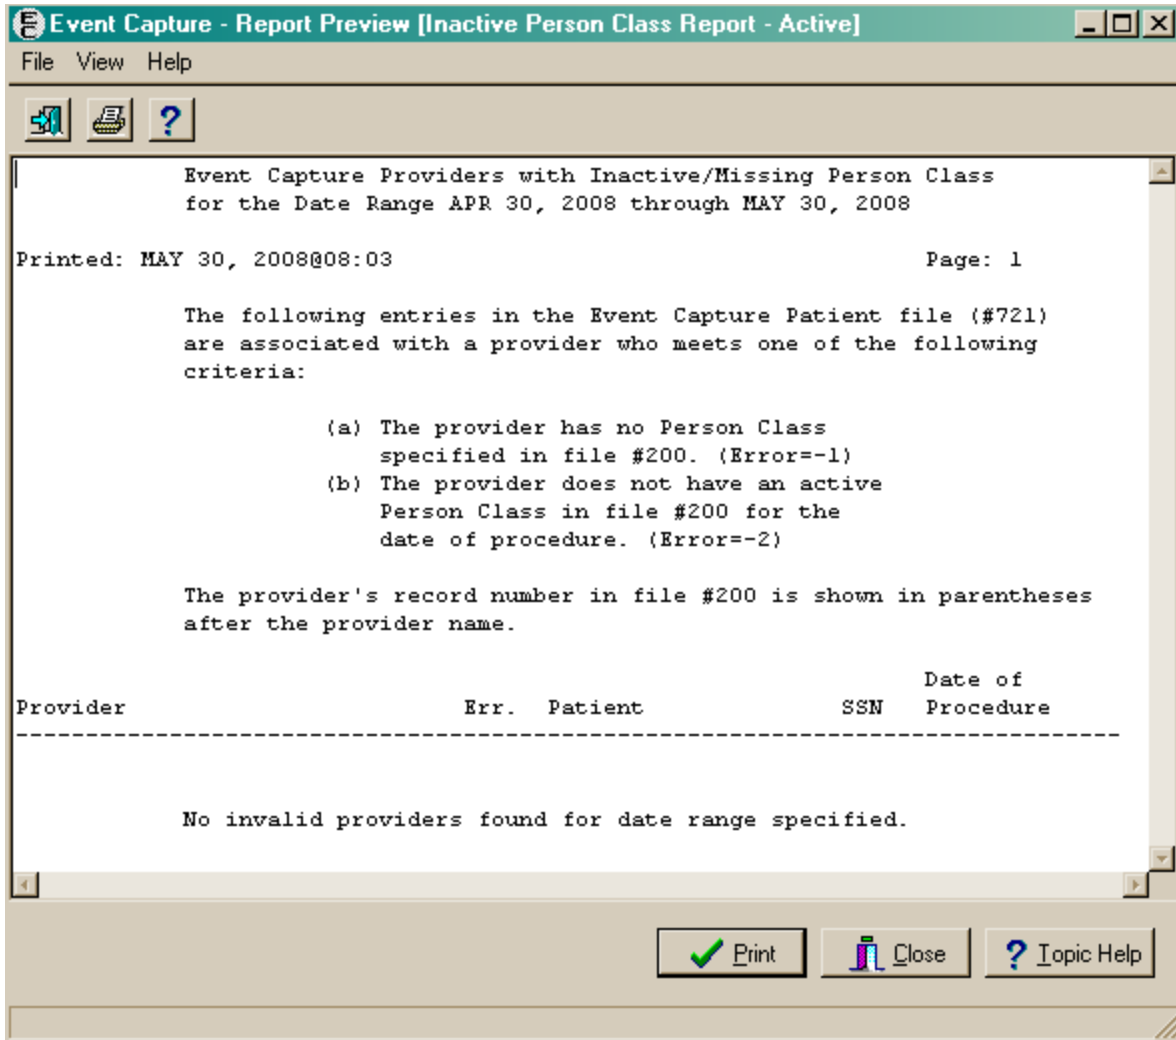 Event Capture - Report Preview [Inactive Person Class Report - Active]
File View Help
Event Capture Providers with Inactive/Missing Person Class
for the Date Range APR 30, 2008 through MAY 30, 2008
Printed: MAY 30, 2008@08:03 Page: 1
The following entries in the Event Capture Patient file (#721)
are associated with a provider who meets one of the following
criteria:
(a) The provider has no Person Class
specified in file #200. (Error=-1)
(b) The provider does not have an active
Person Class in file #200 for the
date of procedure. (Error=-2)
The provider's record number in file #200 is shown in parentheses
after the provider name.
Date of
Provider Err. Patient SSN Procedure
--------------------------------------------------------------------------------
No invalid providers found for date range specified.
Print Close ? Topic Help